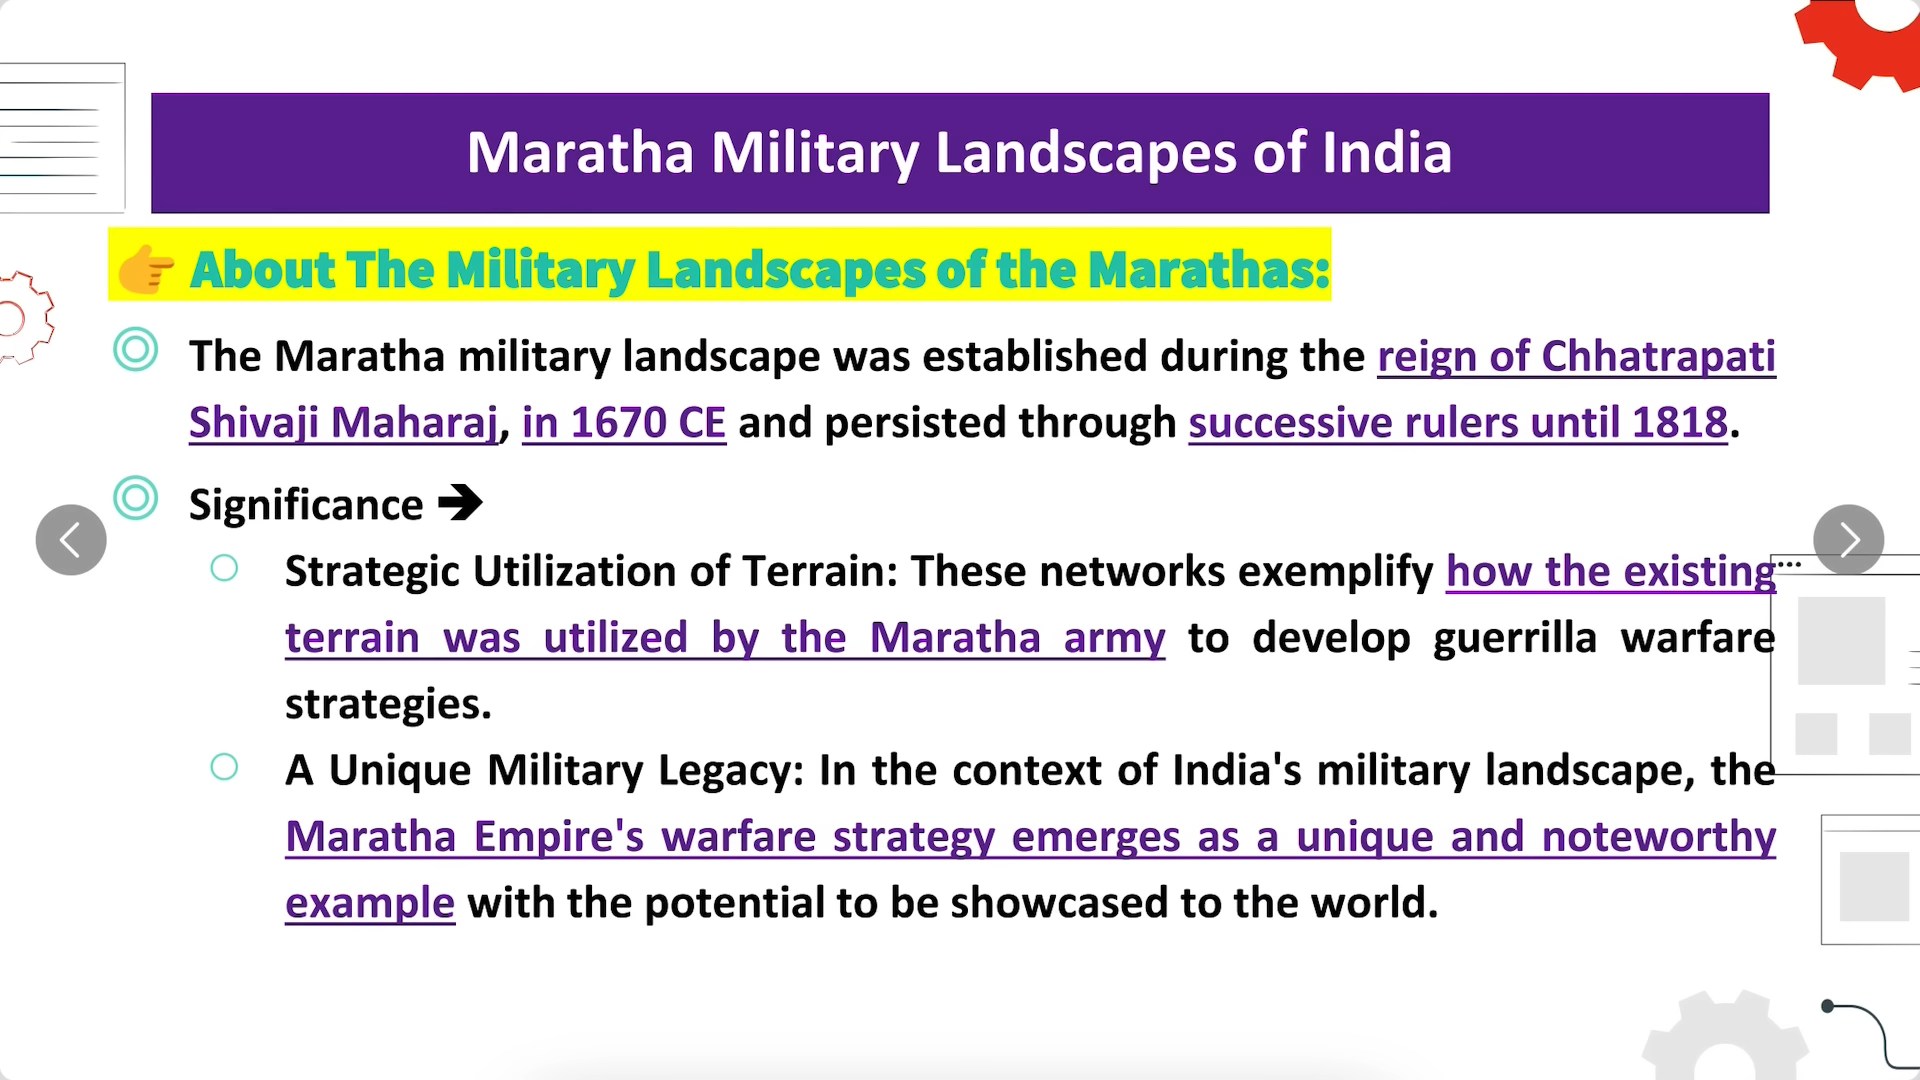 Maratha Military Landscapes of India
👉 About The Military Landscapes of the Marathas:
The Maratha military landscape was established during the reign of Chhatrapati
Shivaji Maharaj, in 1670 CE and persisted through successive rulers until 1818.
Significance ➔
Strategic Utilization of Terrain: These networks exemplify how the existing
terrain was utilized by the Maratha army to develop guerrilla warfare
strategies.
A Unique Military Legacy: In the context of India's military landscape, the
Maratha Empire's warfare strategy emerges as a unique and noteworthy
example with the potential to be showcased to the world.